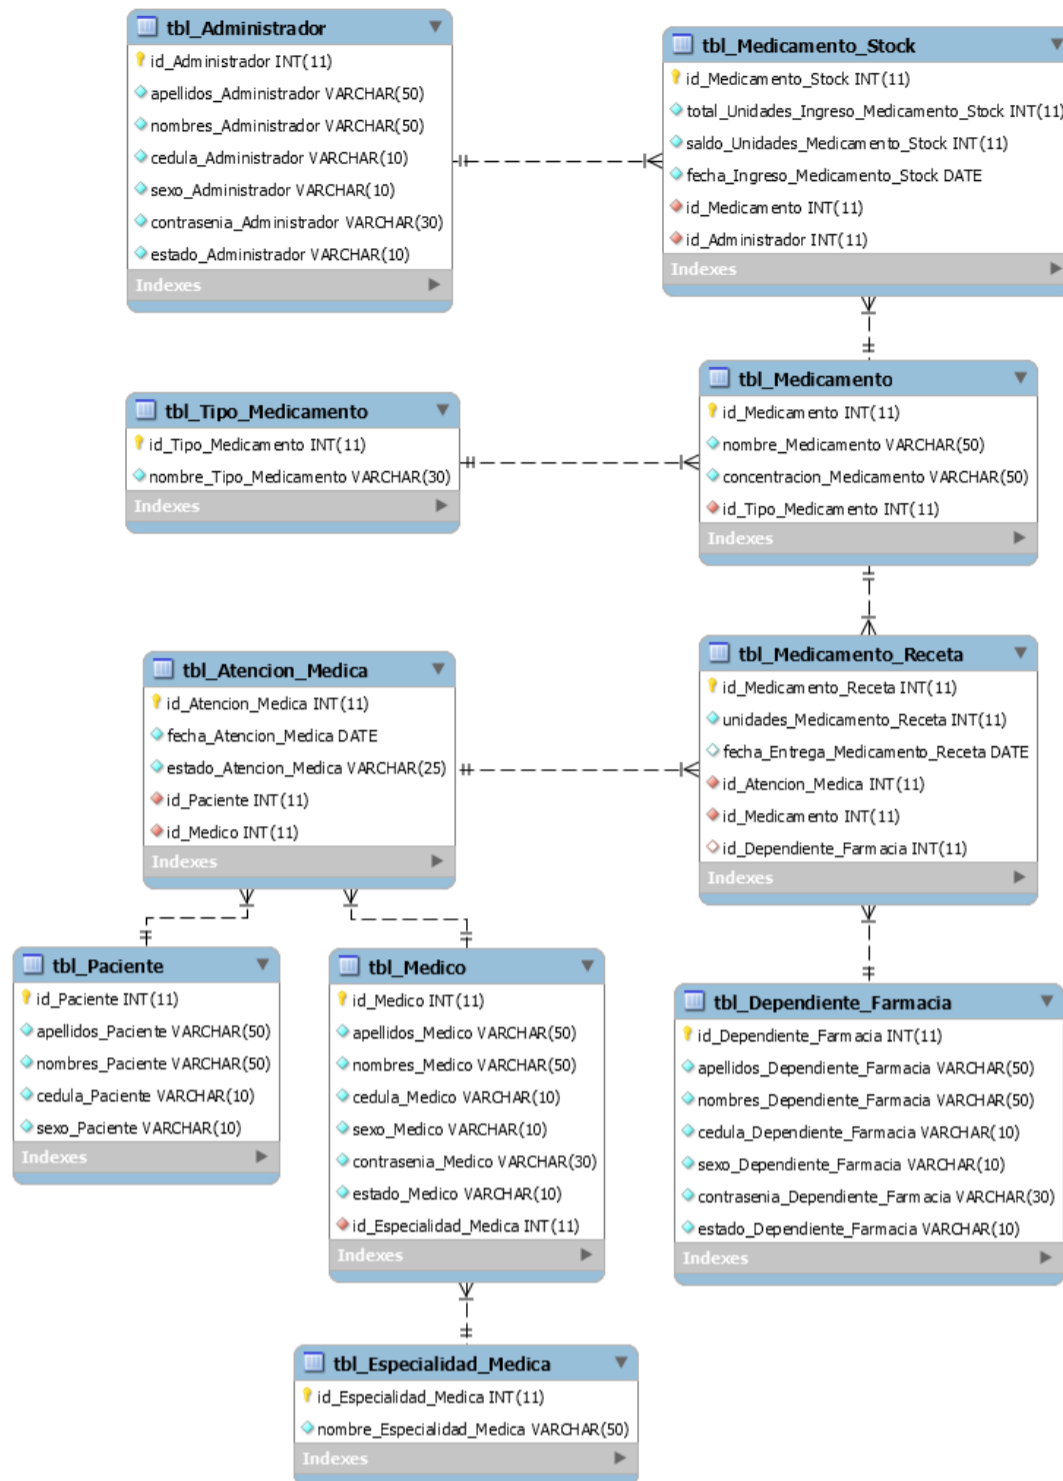 tbl_Administrador
id_Administrador INT(11)
apellidos_Administrador VARCHAR(50)
nombres_Administrador VARCHAR(50)
cedula_Administrador VARCHAR(10)
sexo_Administrador VARCHAR(10)
contrasenia_Administrador VARCHAR(30)
estado_Administrador VARCHAR(10)
Indexes
tbl_Medicamento_Stock
id_Medicamento_Stock INT(11)
total_Unidades_Ingreso_Medicamento_Stock INT(11)
saldo_Unidades_Medicamento_Stock INT(11)
fecha_Ingreso_Medicamento_Stock DATE
id_Medicamento INT(11)
id_Administrador INT(11)
Indexes
tbl_Tipo_Medicamento
id_Tipo_Medicamento INT(11)
nombre_Tipo_Medicamento VARCHAR(30)
Indexes
tbl_Medicamento
id_Medicamento INT(11)
nombre_Medicamento VARCHAR(50)
concentracion_Medicamento VARCHAR(50)
id_Tipo_Medicamento INT(11)
Indexes
tbl_Atencion_Medica
id_Atencion_Medica INT(11)
fecha_Atencion_Medica DATE
estado_Atencion_Medica VARCHAR(25)
id_Paciente INT(11)
id_Medico INT(11)
Indexes
tbl_Medicamento_Receta
id_Medicamento_Receta INT(11)
unidades_Medicamento_Receta INT(11)
fecha_Entrega_Medicamento_Receta DATE
id_Atencion_Medica INT(11)
id_Medicamento INT(11)
id_Dependiente_Farmacia INT(11)
Indexes
tbl_Paciente
id_Paciente INT(11)
apellidos_Paciente VARCHAR(50)
nombres_Paciente VARCHAR(50)
cedula_Paciente VARCHAR(10)
sexo_Paciente VARCHAR(10)
Indexes
tbl_Medico
id_Medico INT(11)
apellidos_Medico VARCHAR(50)
nombres_Medico VARCHAR(50)
cedula_Medico VARCHAR(10)
sexo_Medico VARCHAR(10)
contrasenia_Medico VARCHAR(30)
estado_Medico VARCHAR(10)
id_Especialidad_Medica INT(11)
Indexes
tbl_Dependiente_Farmacia
id_Dependiente_Farmacia INT(11)
apellidos_Dependiente_Farmacia VARCHAR(50)
nombres_Dependiente_Farmacia VARCHAR(50)
cedula_Dependiente_Farmacia VARCHAR(10)
sexo_Dependiente_Farmacia VARCHAR(10)
contrasenia_Dependiente_Farmacia VARCHAR(30)
estado_Dependiente_Farmacia VARCHAR(10)
Indexes
tbl_Especialidad_Medica
id_Especialidad_Medica INT(11)
nombre_Especialidad_Medica VARCHAR(50)
Indexes